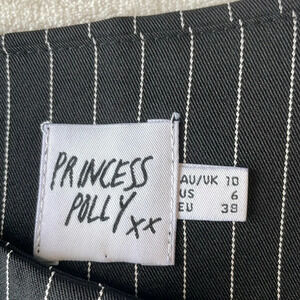 PRINCESS
POLLY xx
AU/UK 10
US 6
EU 38